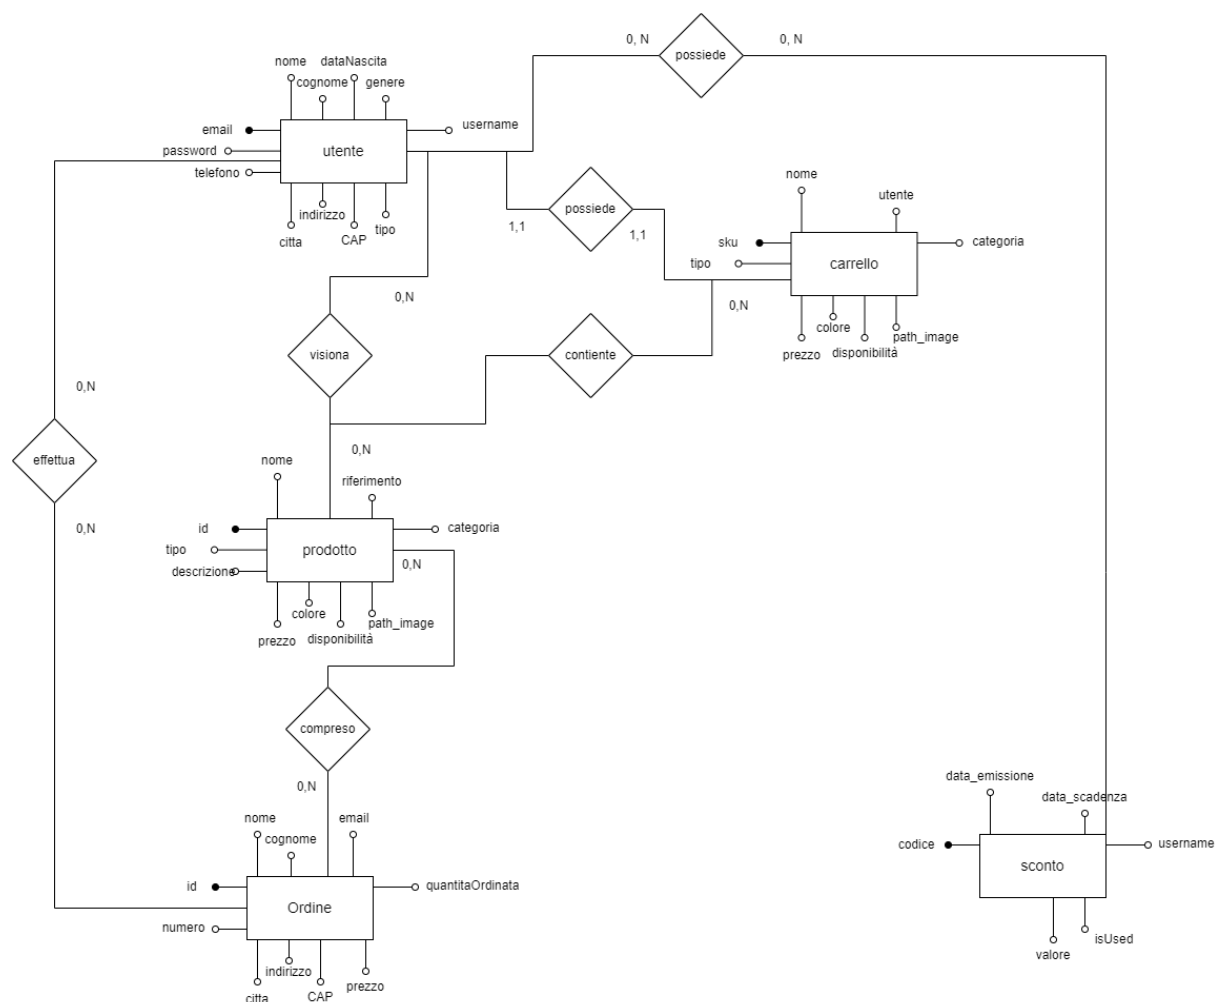 0, N
possiede
0, N
nome
dataNascita
cognome
genere
email
username
password
utente
telefono
indirizzo
citta
CAP
tipo
possiede
1,1
1,1
nome
utente
sku
categoria
tipo
carrello
0,N
0,N
colore
path_image
prezzo
disponibilità
visiona
contiente
0,N
effettua
0,N
nome
0,N
riferimento
id
categoria
tipo
prodotto
0,N
descrizione
colore
path_image
prezzo
disponibilità
0,N
compreso
0,N
nome
email
cognome
id
quantitaOrdinata
Ordine
numero
indirizzo
citta
CAP
prezzo
data_emissione
data_scadenza
codice
username
sconto
isUsed
valore